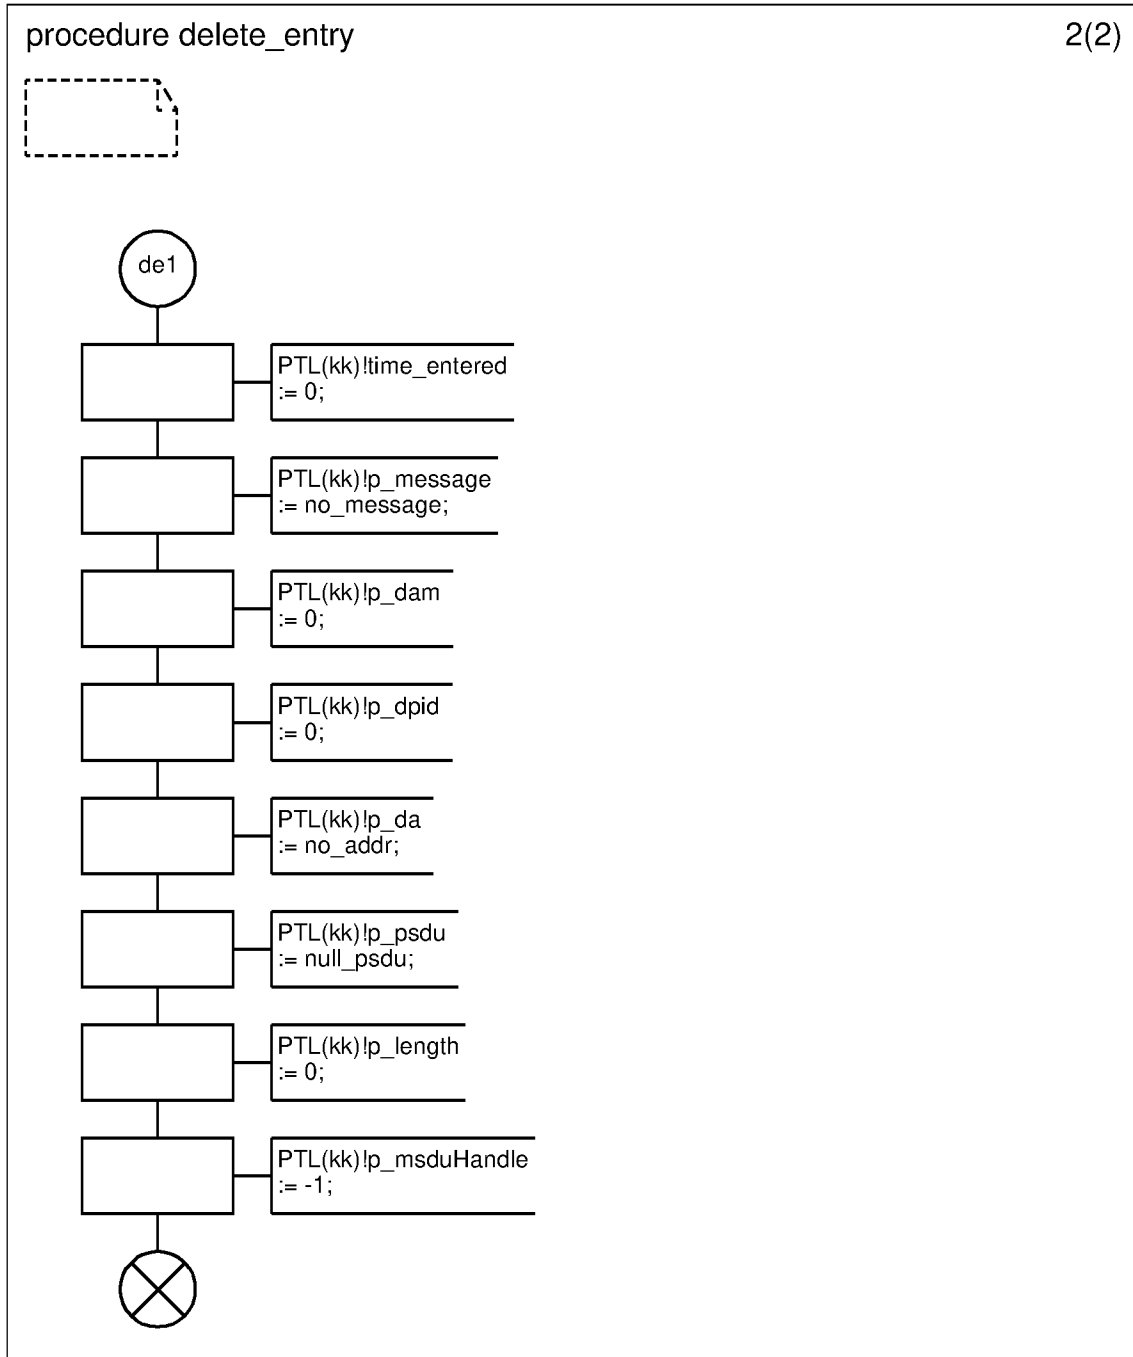 procedure delete_entry
2(2)
de1
PTL(kk)!time_entered
:= 0;
PTL(kk)!p_message
:= no_message;
PTL(kk)!p_dam
:= 0;
PTL(kk)!p_dpid
:= 0;
PTL(kk)!p_da
:= no_addr;
PTL(kk)!p_psdu
:= null_psdu;
PTL(kk)!p_length
:= 0;
PTL(kk)!p_msduHandle
:= -1;